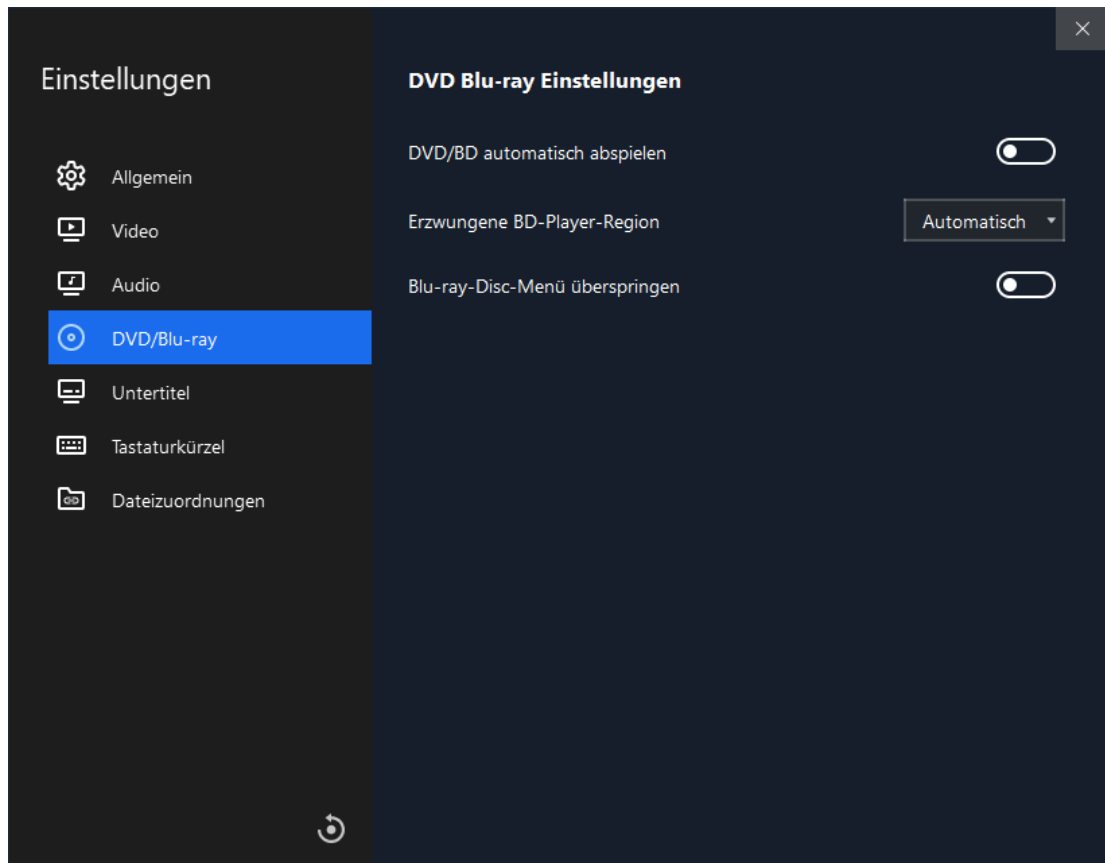 Einstellungen
Allgemein
Video
Audio
DVD/Blu-ray
Untertitel
Tastaturkürzel
Dateizuordnungen
DVD Blu-ray Einstellungen
DVD/BD automatisch abspielen
Erzwungene BD-Player-Region
Automatisch
Blu-ray-Disc-Menü überspringen